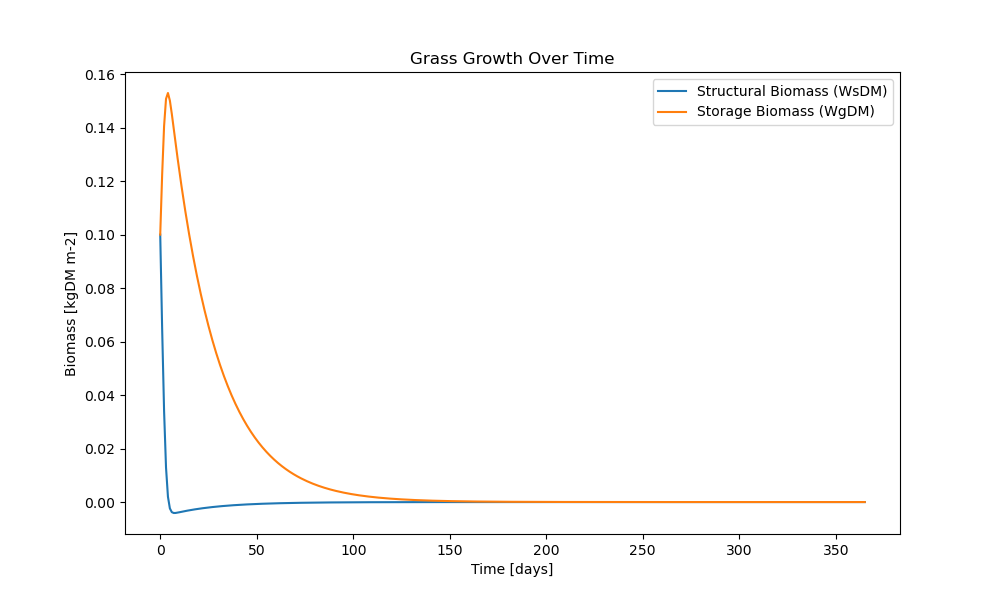 Grass Growth Over Time
Structural Biomass (WsDM)
Storage Biomass (WgDM)
Biomass [kgDM m-2]
0.16
0.14
0.12
0.10
0.08
0.06
0.04
0.02
0.00
0 50 100 150 200 250 300 350
Time [days]